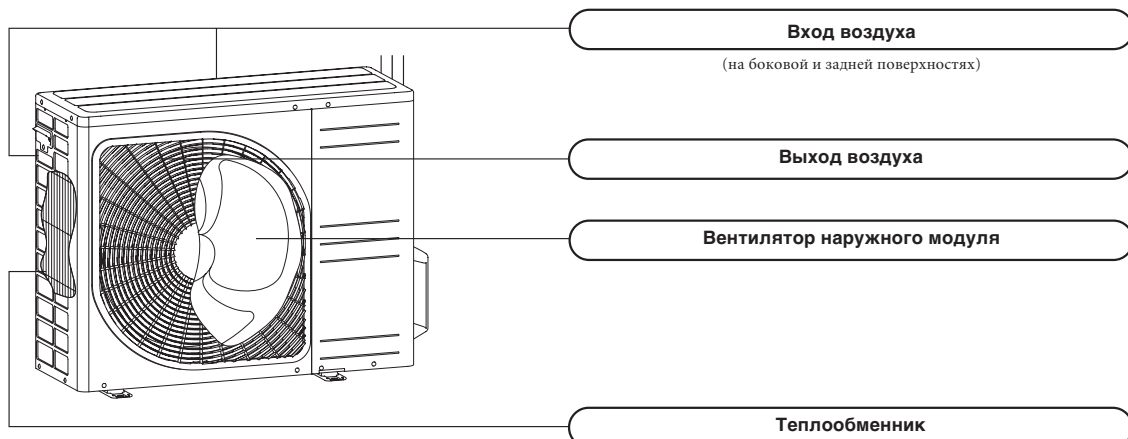 Вход воздуха
(на боковой и задней поверхностях)
Выход воздуха
Вентилятор наружного модуля
Теплообменник